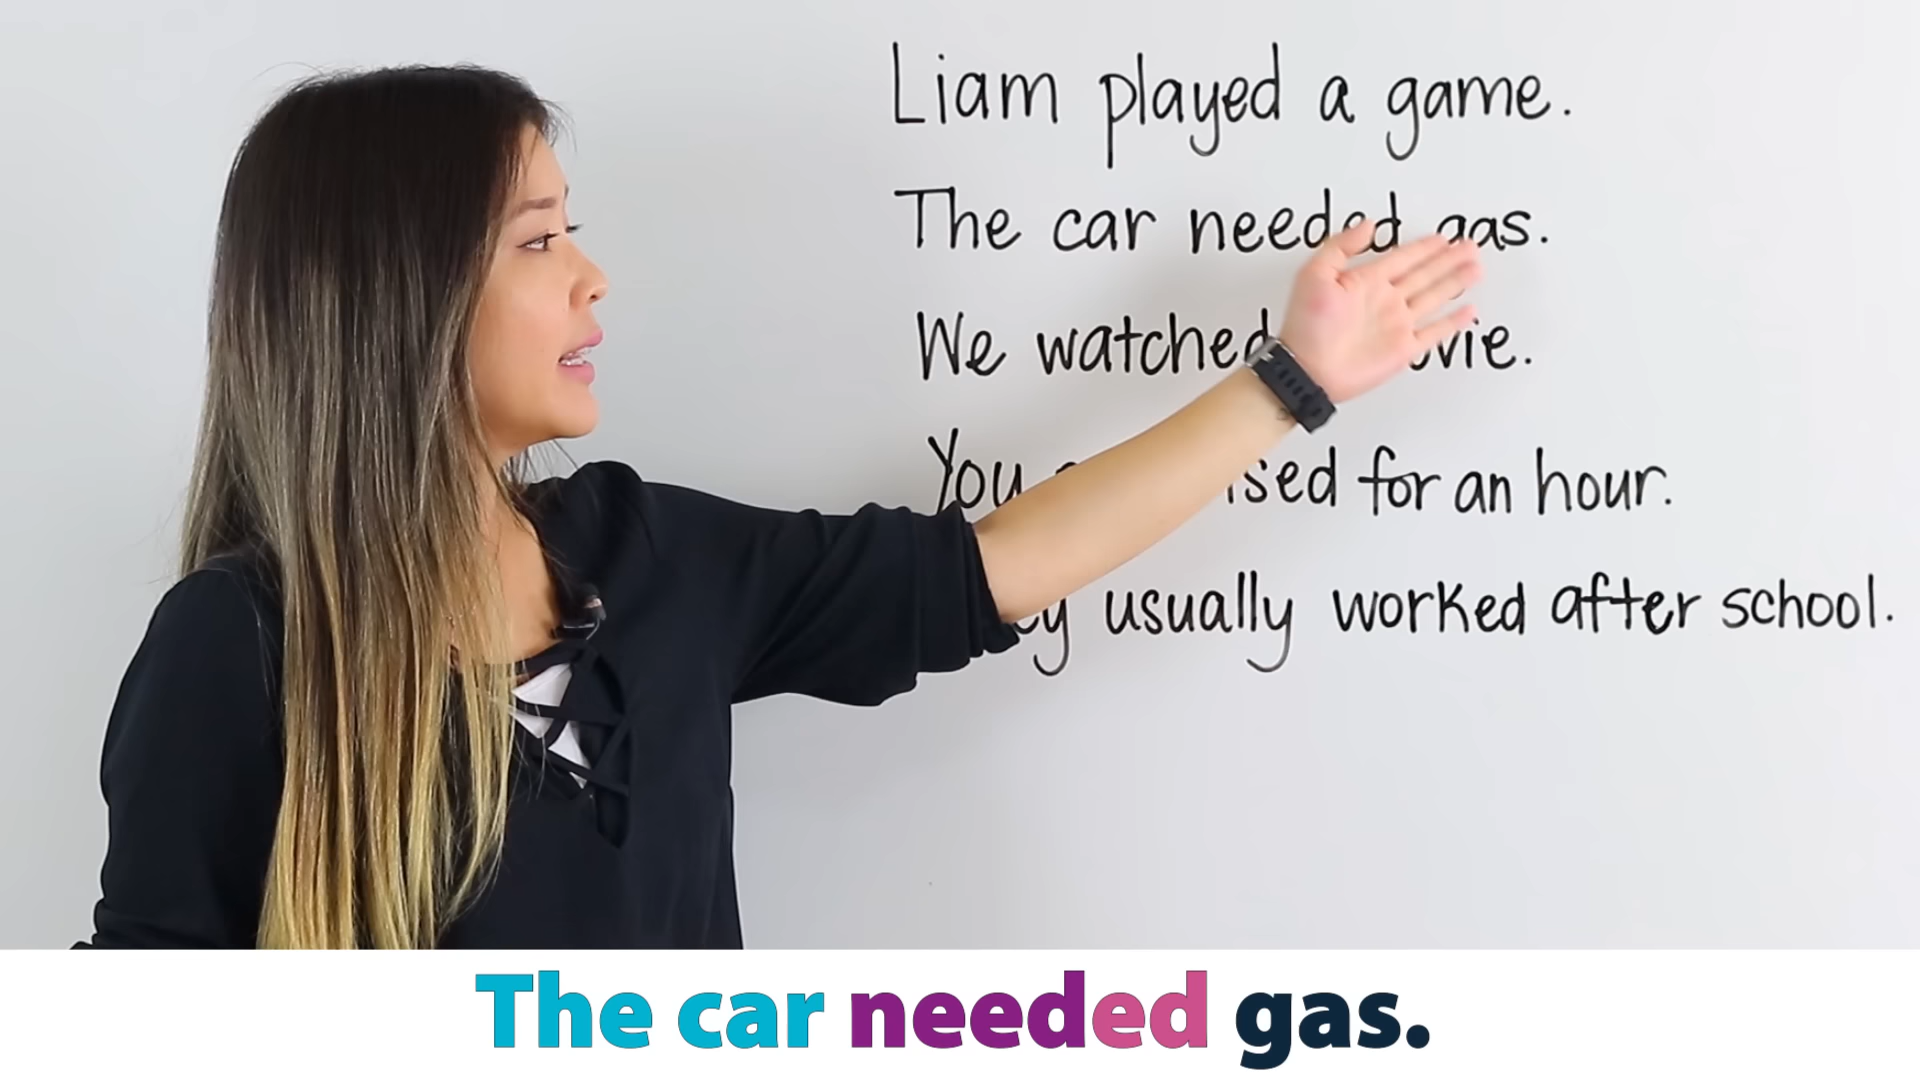 Liam played a game.
The car needed gas.
We watched
You for an hour.
usually worked after school.
The car needed gas.